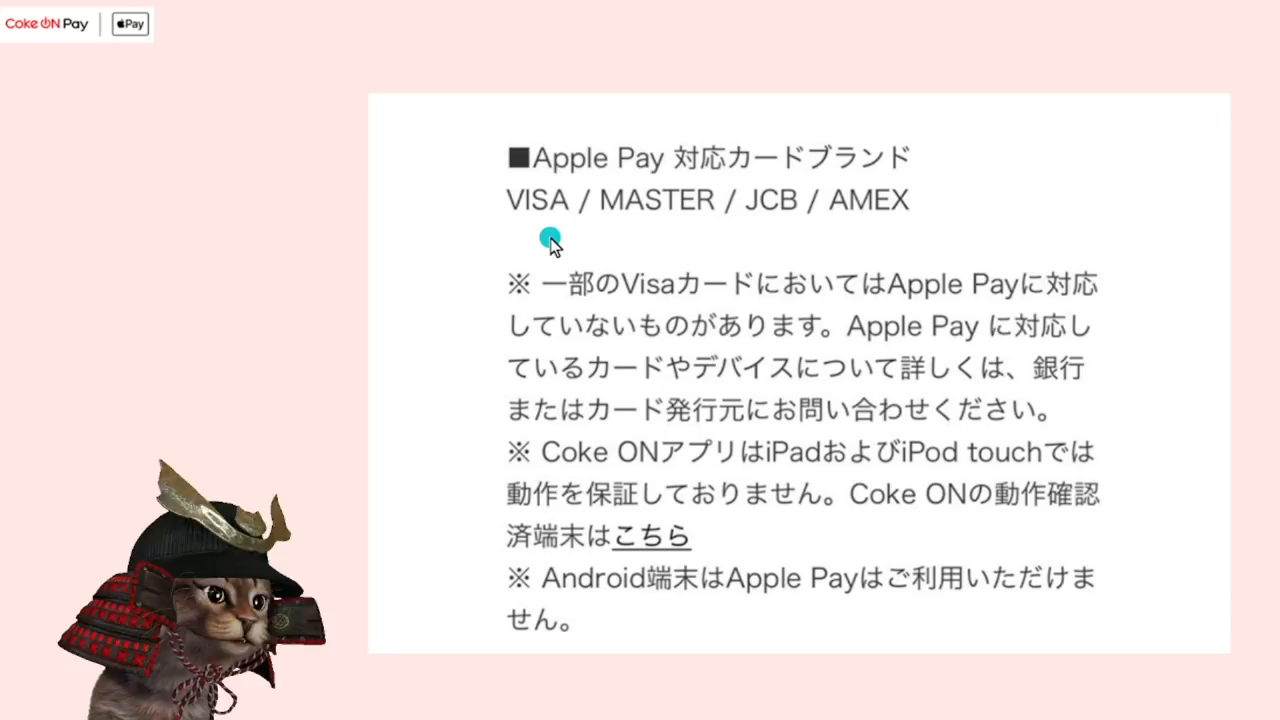 Coke ON Pay | Pay
■Apple Pay 対応カードブランド
VISA / MASTER / JCB / AMEX
※ 一部のVisaカードにおいてはApple Payに対応
していないものがあります。Apple Pay に対応し
ているカードやデバイスについて詳しくは、銀行
またはカード発行元にお問い合わせください。
※ Coke ONアプリはiPadおよびiPod touchでは
動作を保証しておりません。Coke ONの動作確認
済端末はこちら
※ Android端末はApple Payはご利用いただけま
せん。